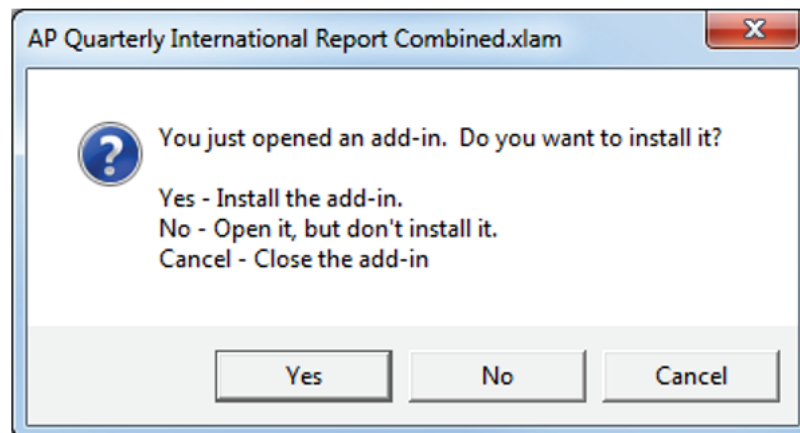 AP Quarterly International Report Combined.xlam
You just opened an add-in.  Do you want to install it?
Yes - Install the add-in.
No - Open it, but don't install it.
Cancel - Close the add-in
Yes
No
Cancel